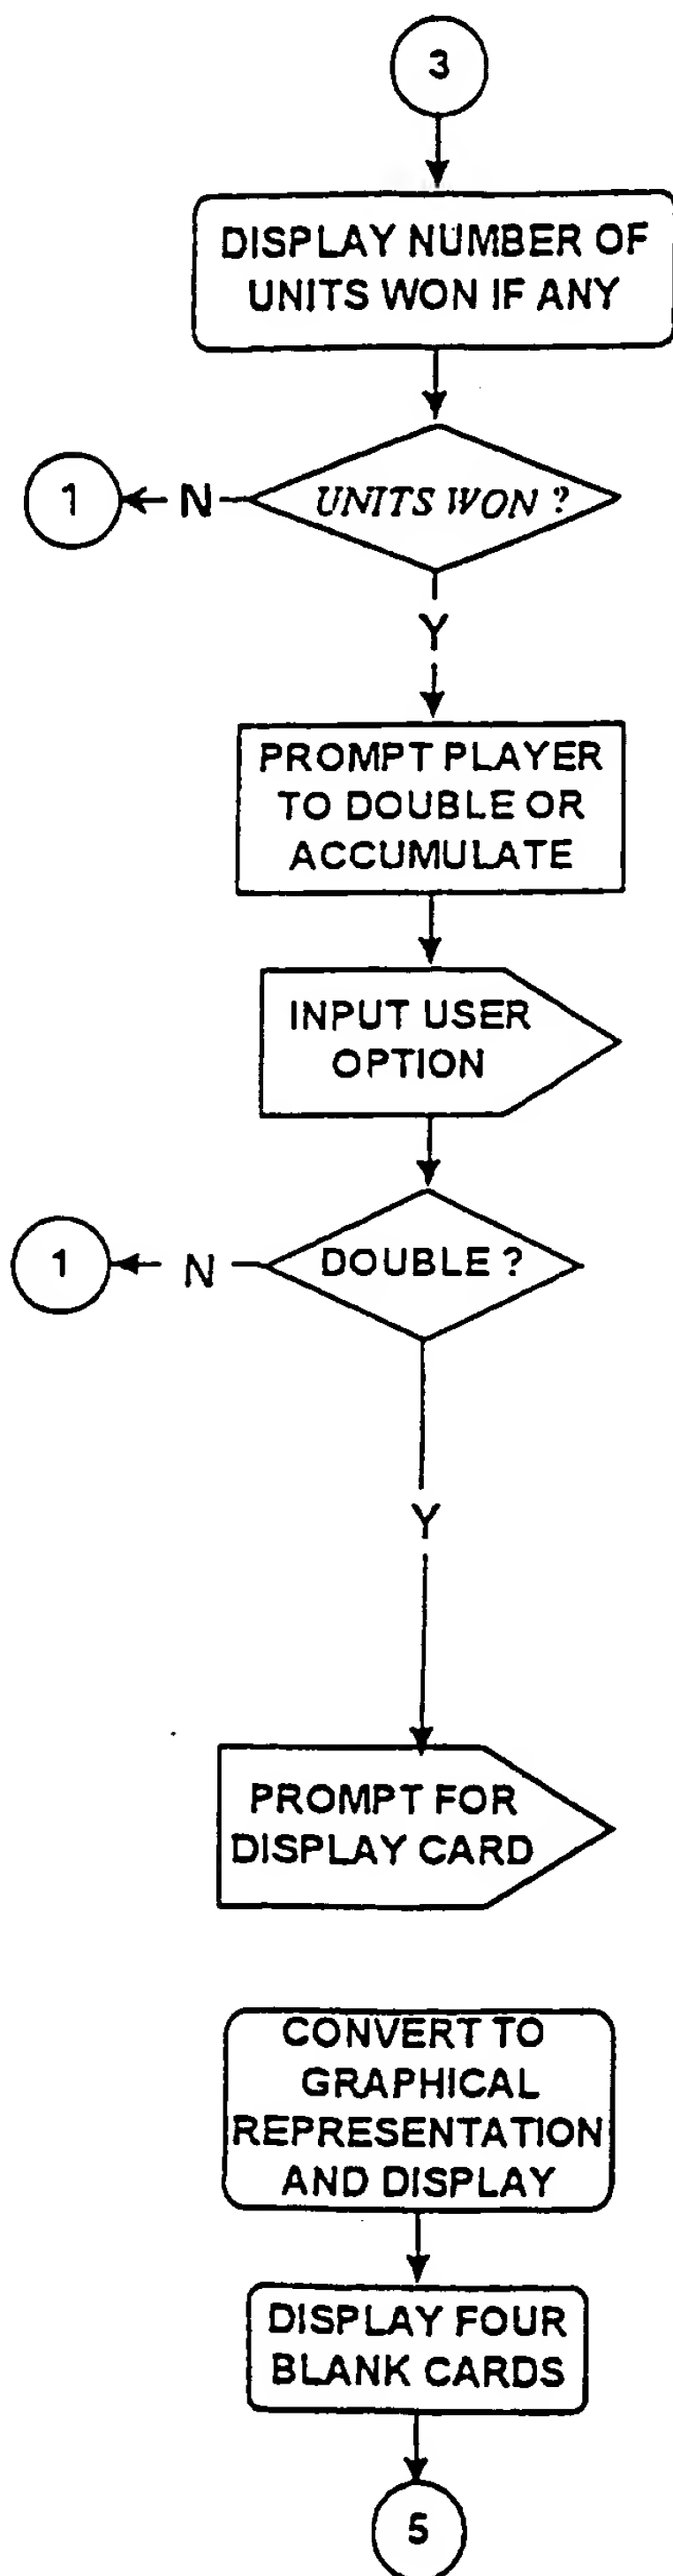 3
DISPLAY NUMBER OF
UNITS WON IF ANY
1
N
UNITS WON ?
Y
PROMPT PLAYER
TO DOUBLE OR
ACCUMULATE
INPUT USER
OPTION
1
N
DOUBLE ?
Y
PROMPT FOR
DISPLAY CARD
CONVERT TO
GRAPHICAL
REPRESENTATION
AND DISPLAY
DISPLAY FOUR
BLANK CARDS
5